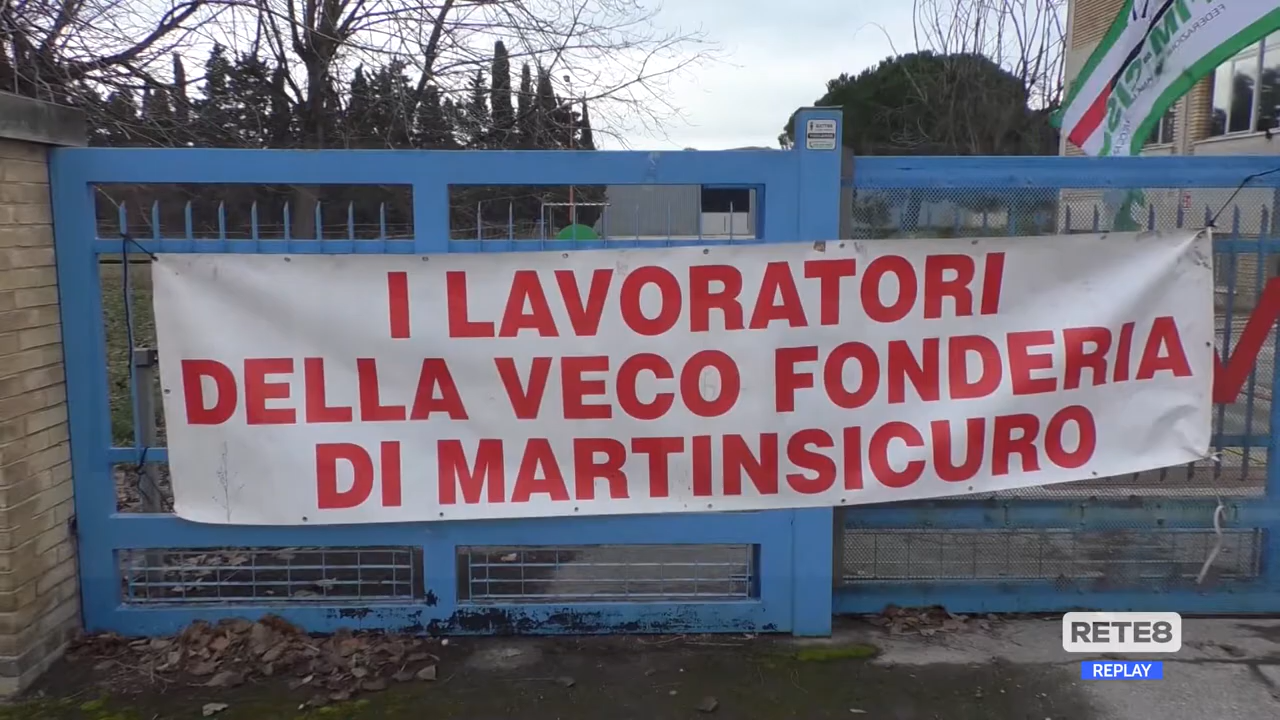 I LAVORATORI
DELLA VECO FONDERIA
DI MARTINSICURO
RETE8
REPLAY